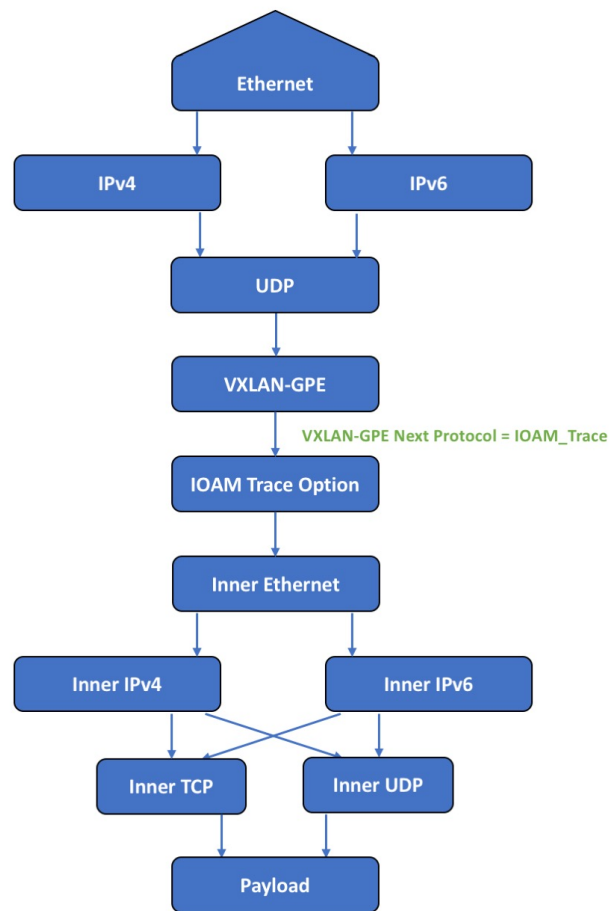 Ethernet
IPv4
IPv6
UDP
VXLAN-GPE
VXLAN-GPE Next Protocol = IOAM_Trace
IOAM Trace Option
Inner Ethernet
Inner IPv4
Inner IPv6
Inner TCP
Inner UDP
Payload